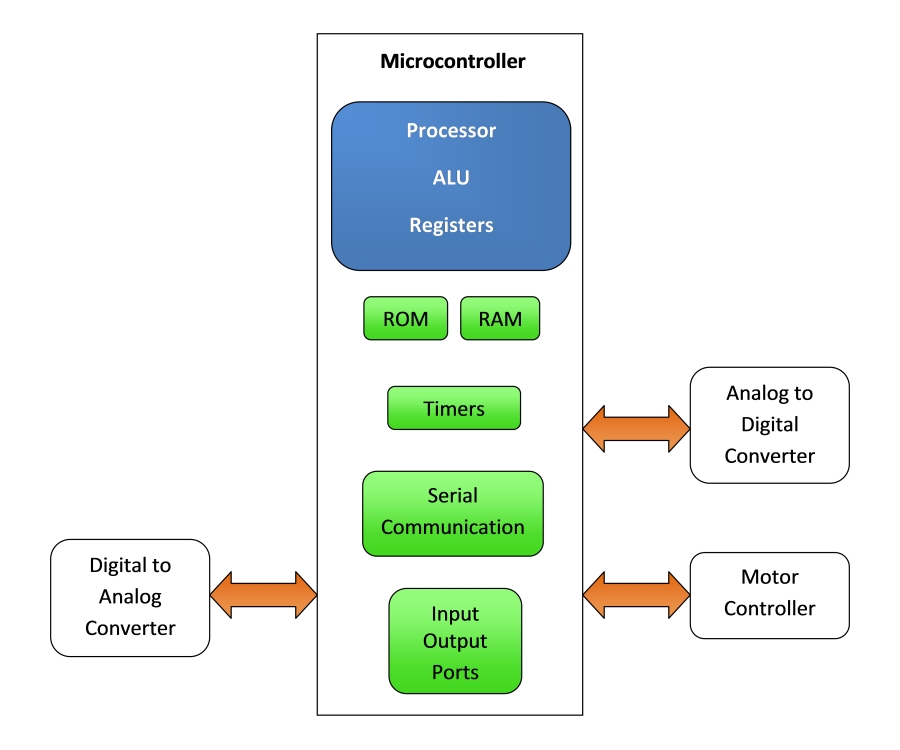 Microcontroller
Processor
ALU
Registers
ROM
RAM
Timers
Serial
Communication
Input
Output
Ports
Analog to
Digital
Converter
Motor
Controller
Digital to
Analog
Converter